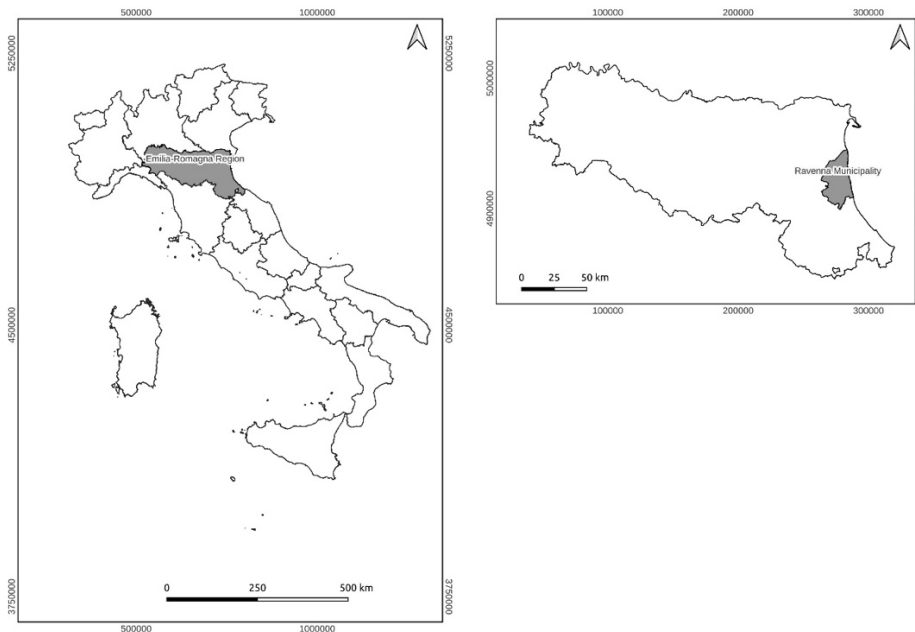 500000 1000000
5250000 5250000
Emilia-Romagna Region
4500000 4500000
0 250 500 km
3750000 3750000
500000 1000000
100000 200000 300000
5000000
Ravenna Municipality
4900000
0 25 50 km
100000 200000 300000